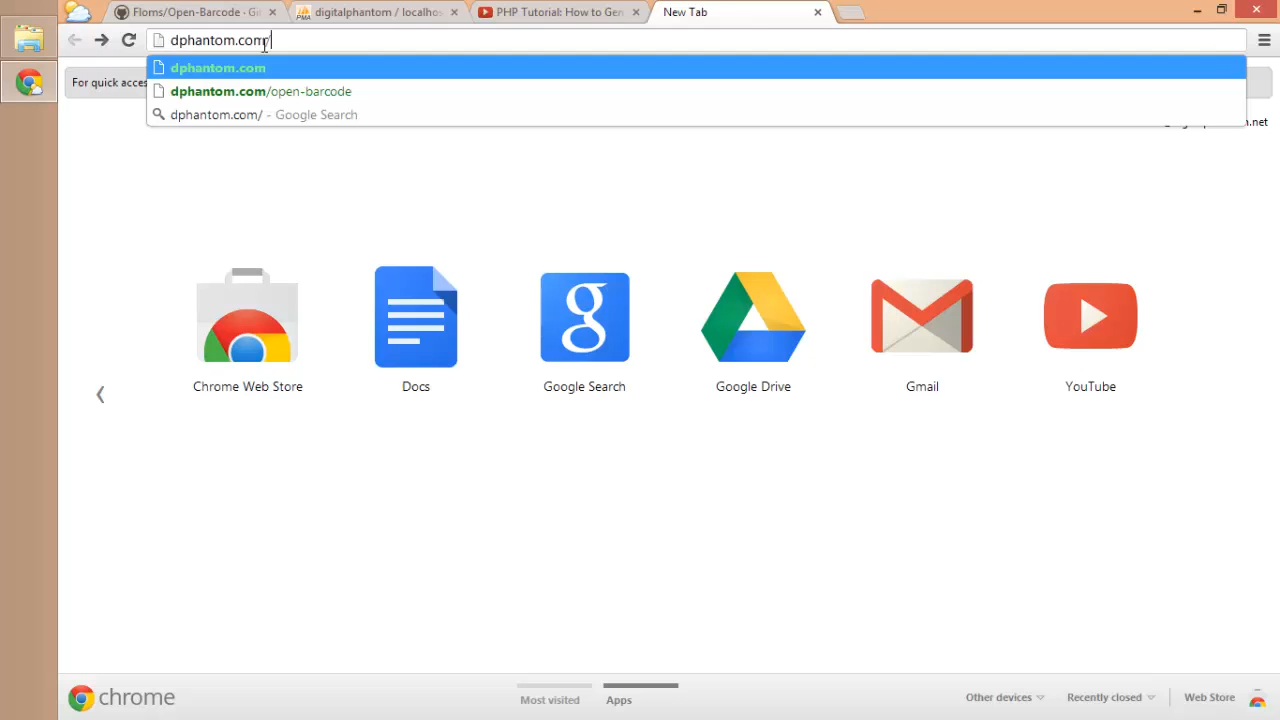 Floms/Open-Barcode - Gi
digitalphantom / localhos
PHP Tutorial: How to Gen
New Tab
dphantom.com/
dphantom.com
dphantom.com/open-barcode
dphantom.com/ - Google Search
For quick acces
.net
Chrome Web Store
Docs
Google Search
Google Drive
Gmail
YouTube
chrome
Most visited
Apps
Other devices
Recently closed
Web Store